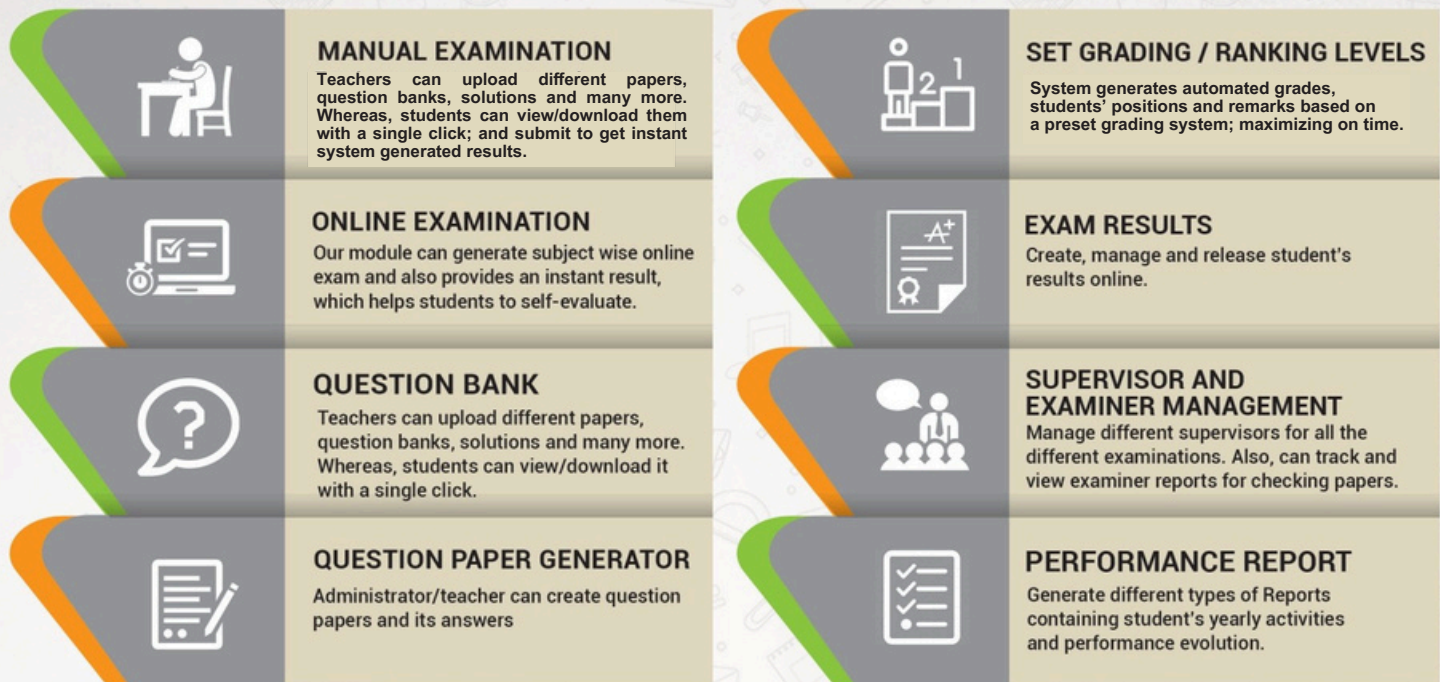 MANUAL EXAMINATION
Teachers can upload different papers,
question banks, solutions and many more.
Whereas, students can view/download them
with a single click; and submit to get instant
system generated results.
ONLINE EXAMINATION
Our module can generate subject wise online
exam and also provides an instant result,
which helps students to self-evaluate.
QUESTION BANK
Teachers can upload different papers,
question banks, solutions and many more.
Whereas, students can view/download it
with a single click.
QUESTION PAPER GENERATOR
Administrator/teacher can create question
papers and its answers
SET GRADING / RANKING LEVELS
System generates automated grades,
students’ positions and remarks based on
a preset grading system; maximizing on time.
2 1
EXAM RESULTS
Create, manage and release student's
results online.
A+
SUPERVISOR AND
EXAMINER MANAGEMENT
Manage different supervisors for all the
different examinations. Also, can track and
view examiner reports for checking papers.
PERFORMANCE REPORT
Generate different types of Reports
containing student's yearly activities
and performance evolution.
?